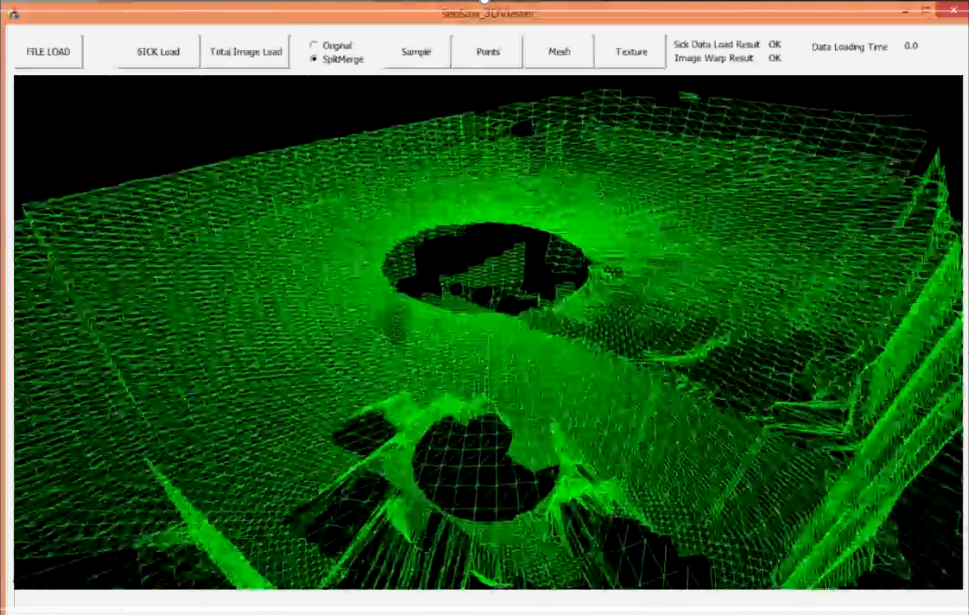 FILE LOAD
SICK Load
Total Image Load
Original
SplitMerge
Sample
Points
Mesh
Texture
Sick Data Load Result OK
Image Warp Result OK
Data Loading Time 0.0